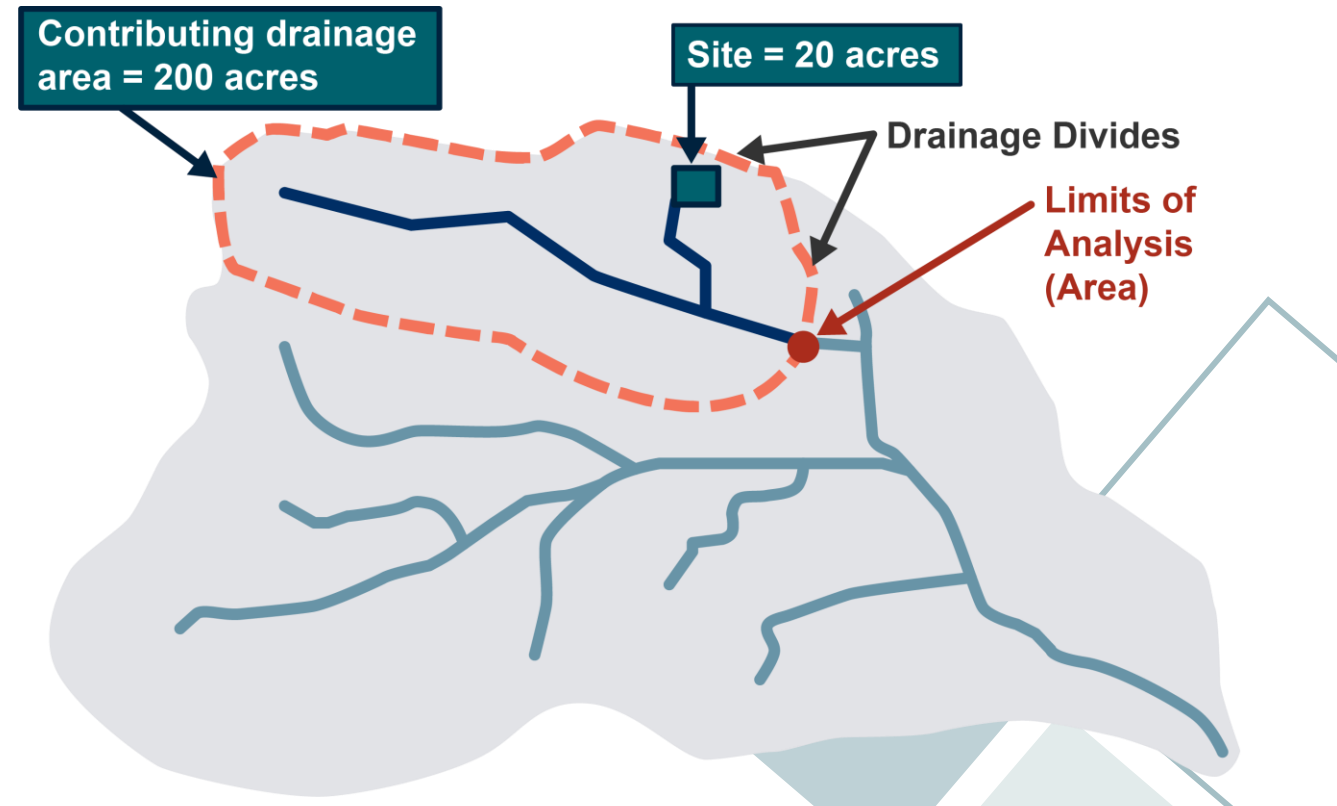 Contributing drainage
area = 200 acres
Site = 20 acres
Drainage Divides
Limits of
Analysis
(Area)